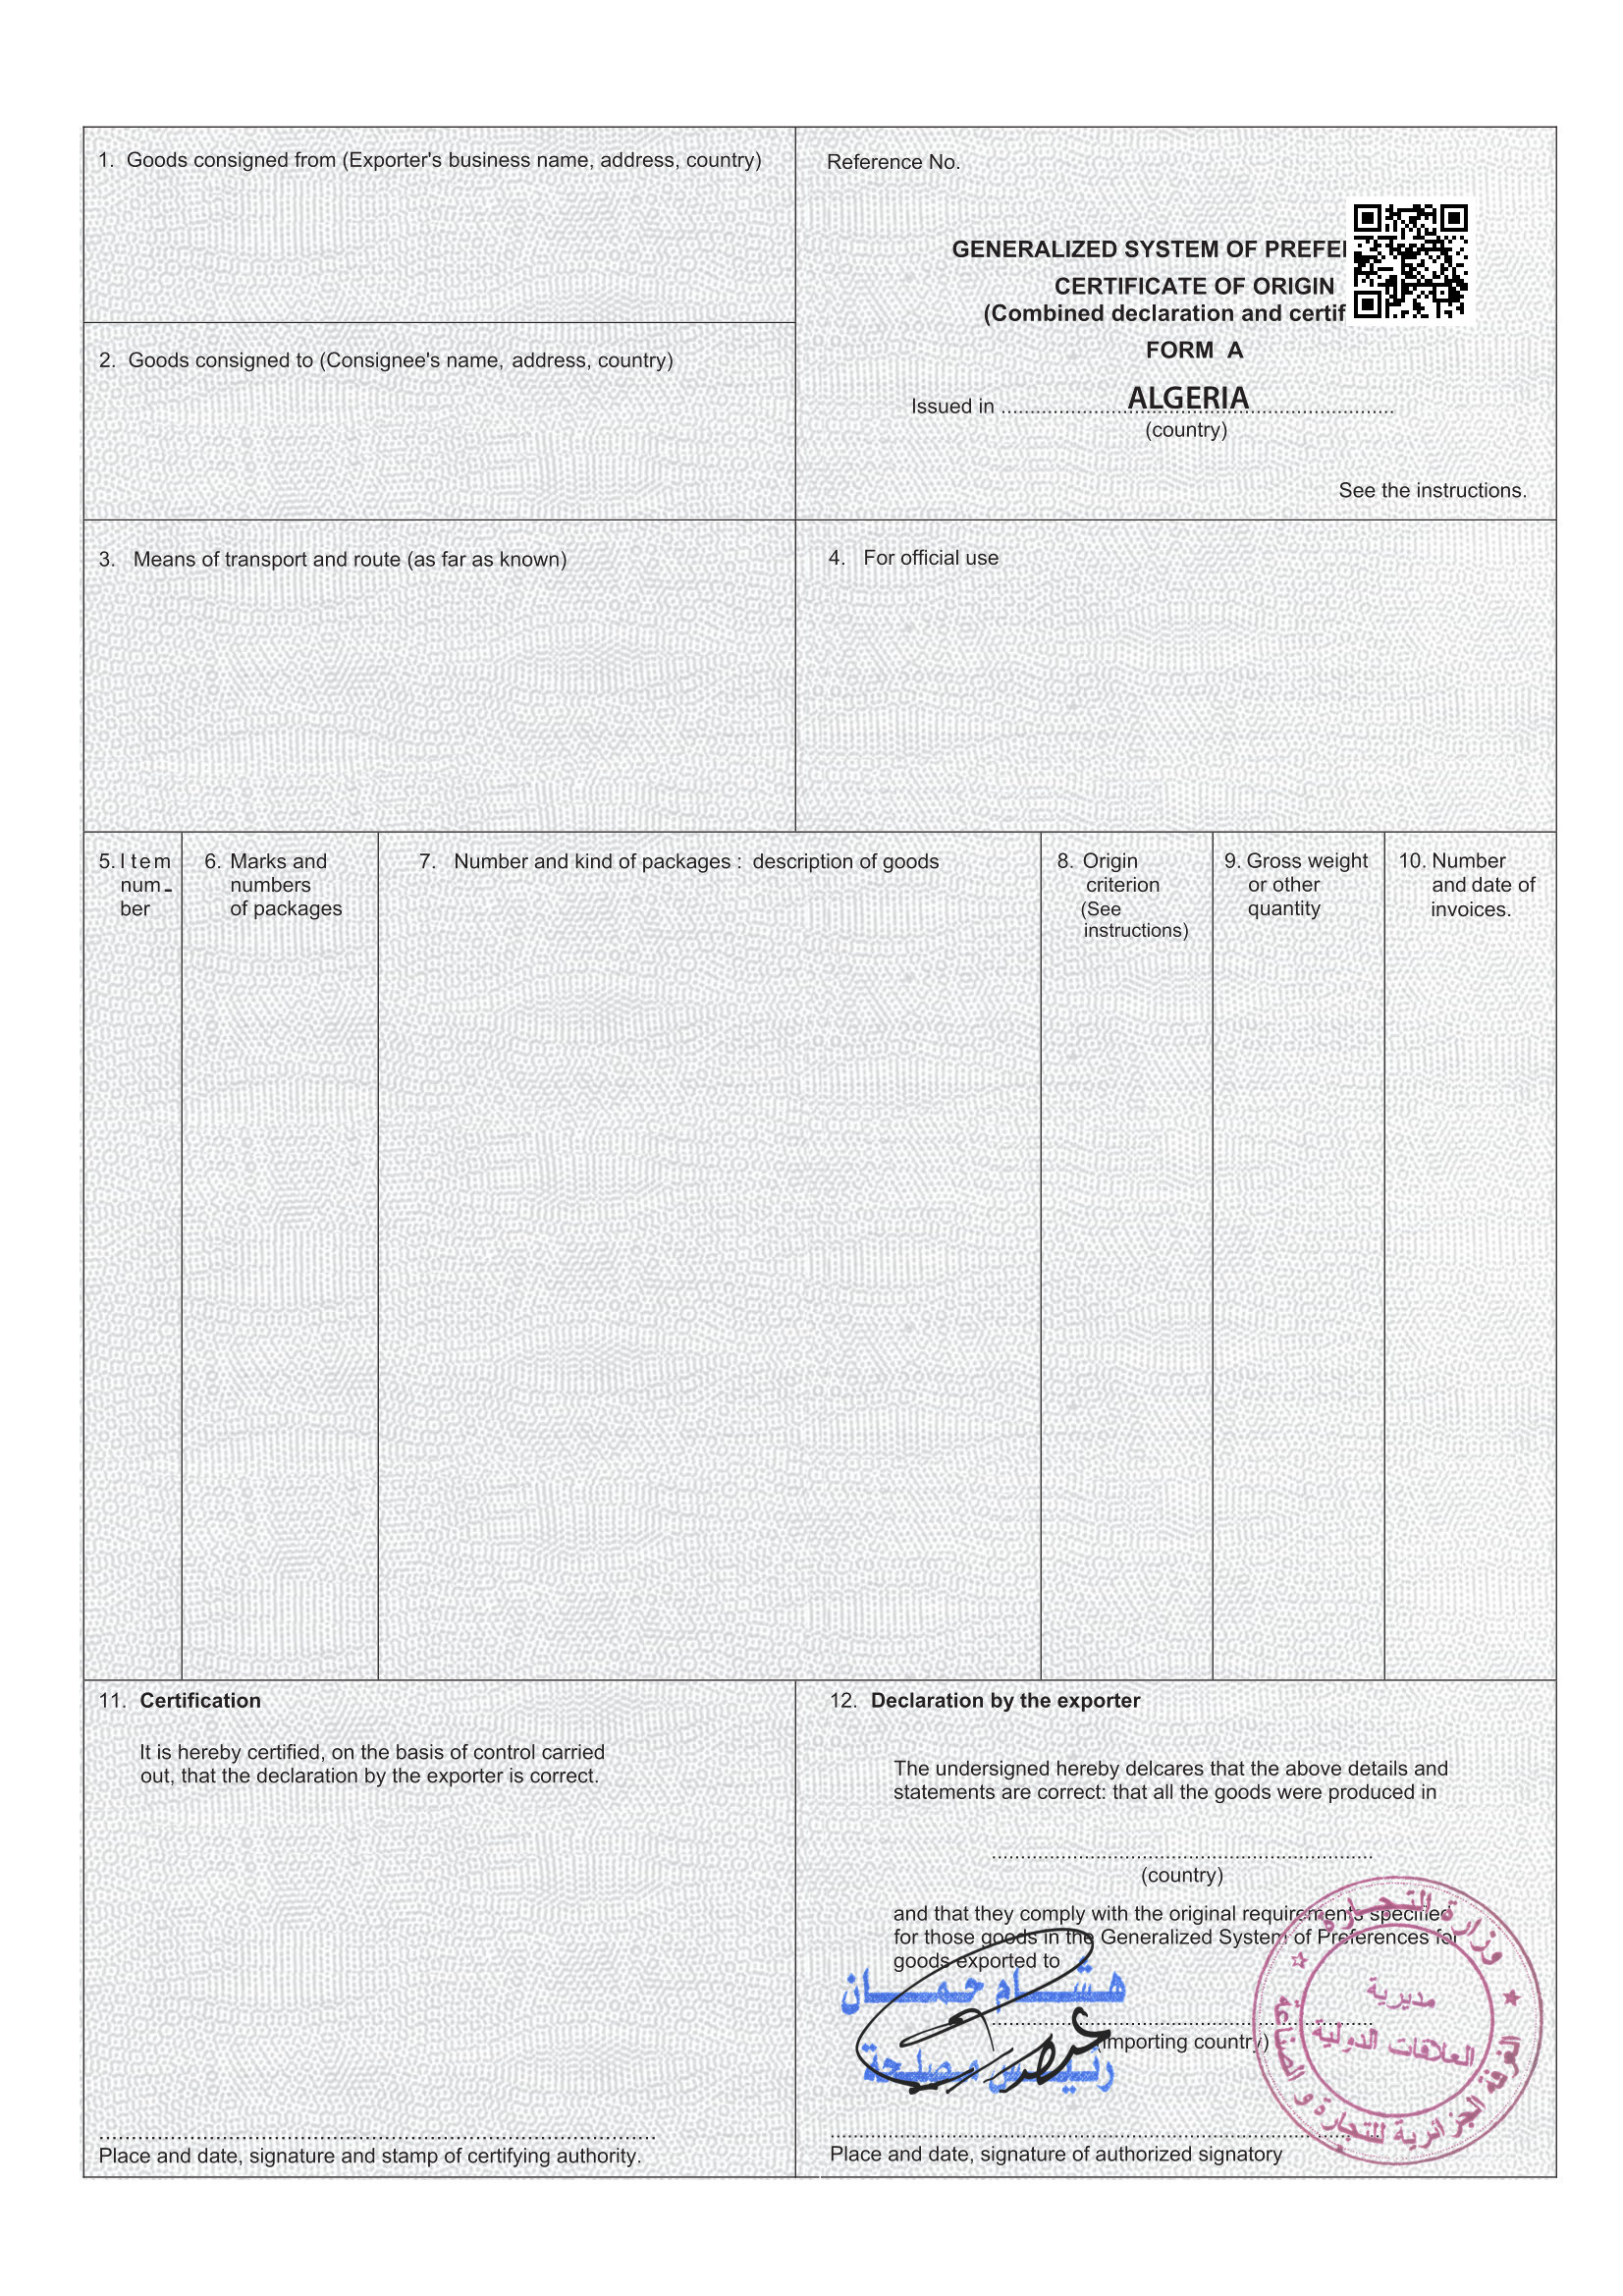 1. Goods consigned from (Exporter's business name, address, country)
Reference No.
GENERALIZED SYSTEM OF
CERTIFICATE OF ORIGIN
(Combined declaration and
FORM A
Issued in ALGERIA
(country)
See the instructions.
2. Goods consigned to (Consignee's name, address, country)
3. Means of transport and route (as far as known)
4. For official use
5. Item
num-
ber
6. Marks and
numbers
of packages
7. Number and kind of packages : description of goods
8. Origin
criterion
(See
instructions)
9. Gross weight
or other
quantity
10. Number
and date of
invoices.
11. Certification
It is hereby certified, on the basis of control carried
out, that the declaration by the exporter is correct.
Place and date, signature and stamp of certifying authority.
12. Declaration by the exporter
The undersigned hereby delcares that the above details and
statements are correct: that all the goods were produced in
(country)
and that they comply with the original requirements specified
for those goods in the Generalized System of Preferences for
goods exported to
هشام حمان
(importing country)
رئيس مصلحة
وزارة التجارة
مديرية
العلاقات الدولية
الغرفة الجزائرية للتجارة و الصناعة
Place and date, signature of authorized signatory